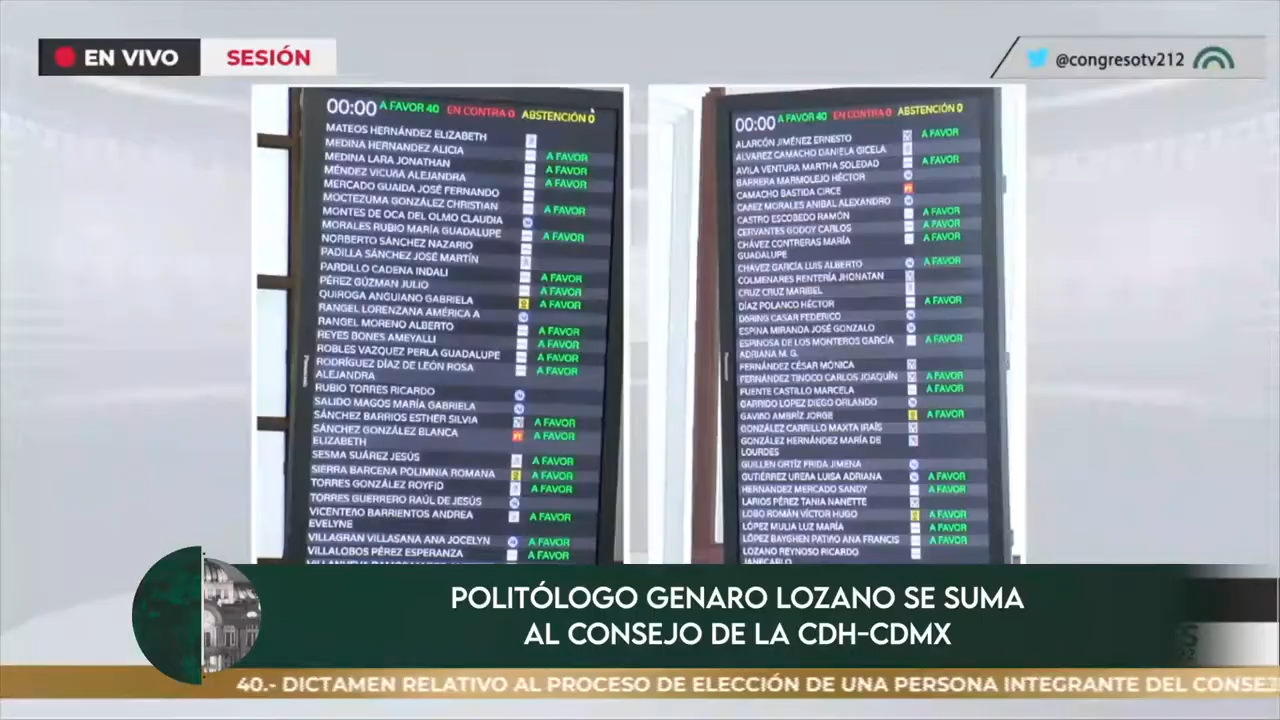 EN VIVO
SESIÓN
@congresotv212
00:00 A FAVOR 40 EN CONTRA 0 ABSTENCIÓN 0
MATEOS HERNÁNDEZ ELIZABETH
MEDINA HERNANDEZ ALICIA A FAVOR
MEDINA LARA JONATHAN A FAVOR
MÉNDEZ VICUÑA ALEJANDRA A FAVOR
MERCADO GUAIDA JOSÉ FERNANDO
MOCTEZUMA GONZÁLEZ CHRISTIAN A FAVOR
MONTES DE OCA DEL OLMO CLAUDIA
MORALES RUBIO MARÍA GUADALUPE A FAVOR
NORBERTO SÁNCHEZ NAZARIO
PADILLA SÁNCHEZ JOSÉ MARTÍN
PARDILLO CADENA INDALI A FAVOR
PÉREZ GÚZMAN JULIO A FAVOR
QUIROGA ANGUIANO GABRIELA A FAVOR
RANGEL LORENZANA AMÉRICA A
RANGEL MORENO ALBERTO A FAVOR
REYES BONES AMEYALLI A FAVOR
ROBLES VAZQUEZ PERLA GUADALUPE A FAVOR
RODRÍGUEZ DÍAZ DE LEÓN ROSA A FAVOR
ALEJANDRA
RUBIO TORRES RICARDO
SALIDO MAGOS MARÍA GABRIELA
SÁNCHEZ BARRIOS ESTHER SILVIA A FAVOR
SÁNCHEZ GONZÁLEZ BLANCA A FAVOR
ELIZABETH
SESMA SUÁREZ JESÚS A FAVOR
SIERRA BARCENA POLIMNIA ROMANA A FAVOR
TORRES GONZÁLEZ ROYFID A FAVOR
TORRES GUERRERO RAÚL DE JESÚS
VICENTEÑO BARRIENTOS ANDREA A FAVOR
EVELYNE
VILLAGRAN VILLASANA ANA JOCELYN A FAVOR
VILLALOBOS PÉREZ ESPERANZA A FAVOR
Panasonic
00:00 A FAVOR 40 EN CONTRA 0 ABSTENCIÓN 0
ALARCÓN JIMÉNEZ ERNESTO A FAVOR
ALVAREZ CAMACHO DANIELA GICELA
AVILA VENTURA MARTHA SOLEDAD A FAVOR
BARRERA MARMOLEJO HÉCTOR
CAMACHO BASTIDA CIRCE
CAÑEZ MORALES ANIBAL ALEXANDRO
CASTRO ESCOBEDO RAMÓN A FAVOR
CERVANTES GODOY CARLOS A FAVOR
CHÁVEZ CONTRERAS MARÍA A FAVOR
GUADALUPE
CHÁVEZ GARCÍA LUIS ALBERTO A FAVOR
COLMENARES RENTERÍA JHONATAN
CRUZ CRUZ MARIBEL
DÍAZ POLANCO HÉCTOR A FAVOR
DÖRING CASAR FEDERICO
ESPINA MIRANDA JOSÉ GONZALO
ESPINOSA DE LOS MONTEROS GARCÍA A FAVOR
ADRIANA M. G.
FERNÁNDEZ CÉSAR MÓNICA
FERNÁNDEZ TINOCO CARLOS JOAQUÍN A FAVOR
FUENTE CASTILLO MARCELA A FAVOR
GARRIDO LOPEZ DIEGO ORLANDO
GAVIÑO AMBRÍZ JORGE A FAVOR
GONZÁLEZ CARRILLO MAXTA IRAÍS
GONZÁLEZ HERNÁNDEZ MARÍA DE
LOURDES
GUILLEN ORTÍZ FRIDA JIMENA
GUTIÉRREZ UREÑA LUISA ADRIANA A FAVOR
HERNANDEZ MERCADO SANDY A FAVOR
LARIOS PÉREZ TANIA NANETTE
LOBO ROMÁN VÍCTOR HUGO A FAVOR
LÓPEZ MULIA LUZ MARÍA A FAVOR
LÓPEZ BAYGHEN PATIÑO ANA FRANCIS A FAVOR
LOZANO REYNOSO RICARDO
JANECARLO
POLITÓLOGO GENARO LOZANO SE SUMA
AL CONSEJO DE LA CDH-CDMX
40.- DICTAMEN RELATIVO AL PROCESO DE ELECCIÓN DE UNA PERSONA INTEGRANTE DEL CONSEJ